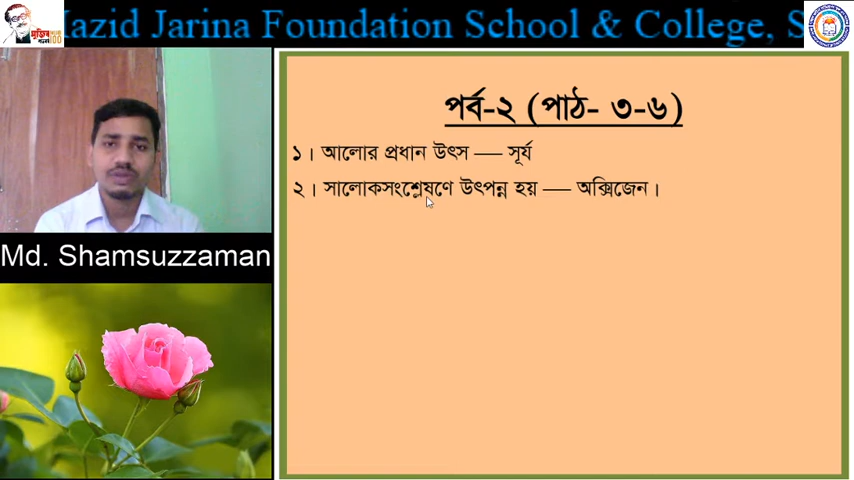 Mazid Jarina Foundation School & College, S
পর্ব-২ (পাঠ- ৩-৬)
১। আলোর প্রধান উৎস — সূর্য
২। সালোকসংশ্লেষণে উৎপন্ন হয় — অক্সিজেন।
Md. Shamsuzzaman